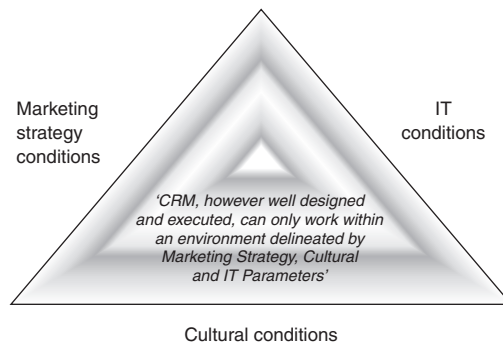 Marketing
strategy
conditions
IT
conditions
‘CRM, however well designed
and executed, can only work within
an environment delineated by
Marketing Strategy, Cultural
and IT Parameters’
Cultural conditions